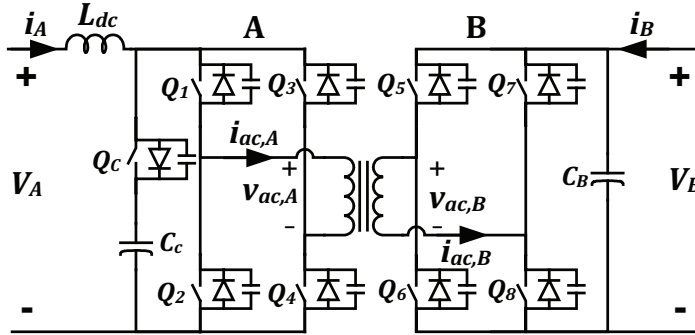 i_A L_dc A B i_B
+ Q_1 Q_3 Q_5 Q_7 +
Q_C i_ac,A + +
V_A v_ac,A v_ac,B C_B V_B
C_c - - i_ac,B
Q_2 Q_4 Q_6 Q_8
- -